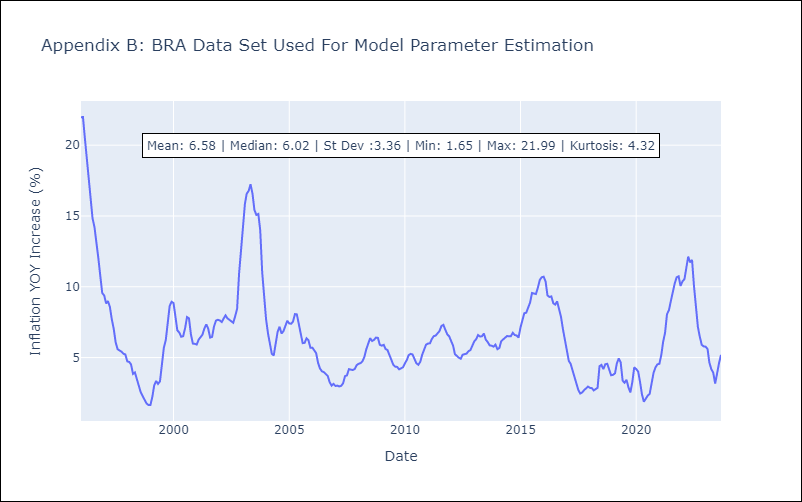 Appendix B: BRA Data Set Used For Model Parameter Estimation
Mean: 6.58 | Median: 6.02 | St Dev :3.36 | Min: 1.65 | Max: 21.99 | Kurtosis: 4.32
Inflation YOY Increase (%)
20
15
10
5
2000
2005
2010
2015
2020
Date